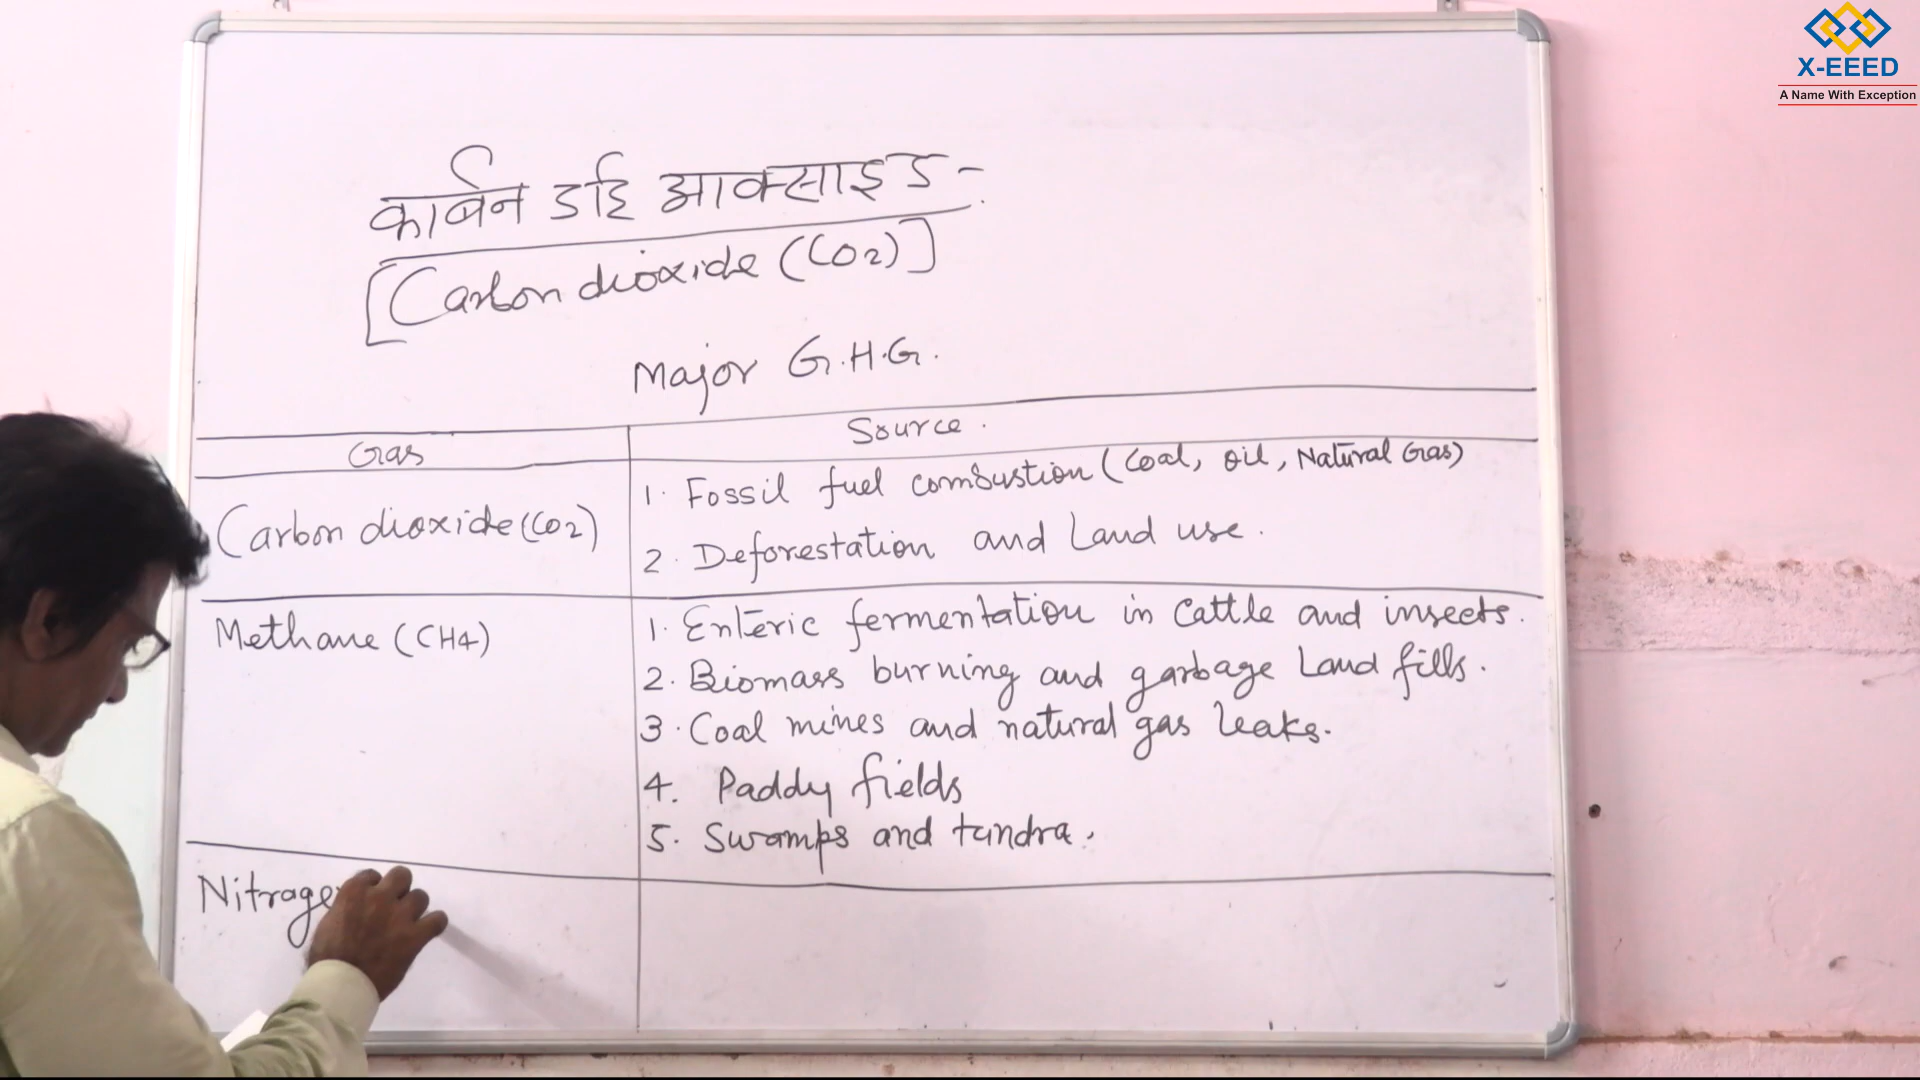 X-EEED
A Name With Exception
कार्बन डाई आक्साइड -
[Carbon dioxide (CO2)]
Major G.H.G.
Gas
Source.
Carbon dioxide (CO2)
1. Fossil fuel combustion (Coal, oil, Natural Gas)
2. Deforestation and Land use.
Methane (CH4)
1. Enteric fermentation in Cattle and insects.
2. Biomass burning and garbage Land fills.
3. Coal mines and natural gas leaks.
4. Paddy fields
5. Swamps and tundra.
Nitrage